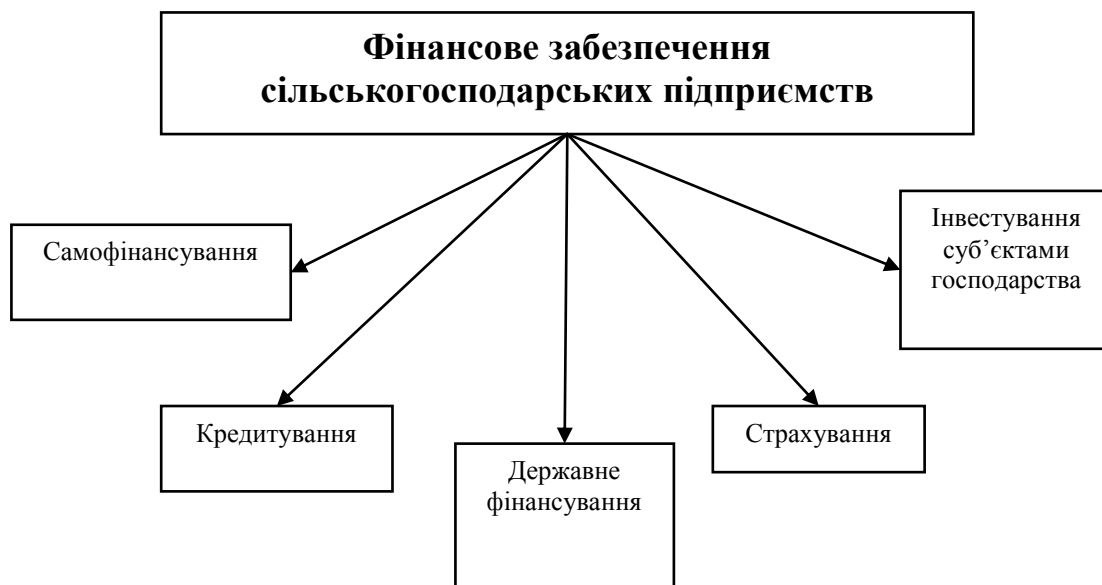 Фінансове забезпечення
сільськогосподарських підприємств
Самофінансування
Інвестування
суб’єктами
господарства
Кредитування
Державне
фінансування
Страхування